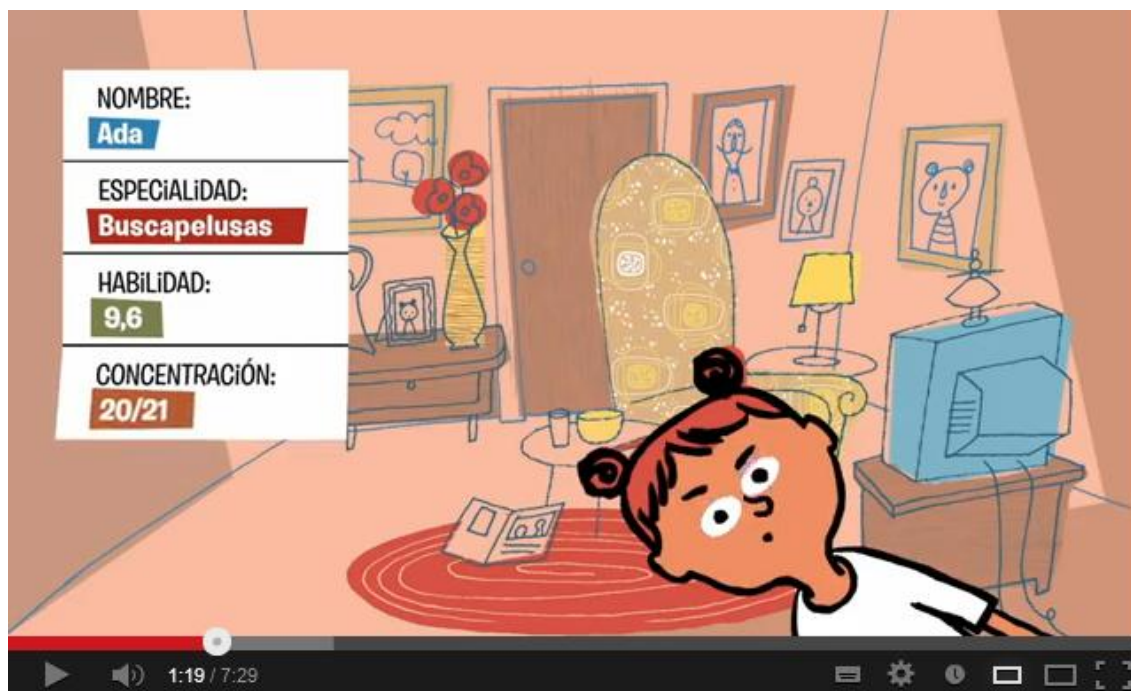 NOMBRE:
Ada
ESPECiALiDAD:
Buscapelusas
HABiLiDAD:
9,6
CONCENTRACiÓN:
20/21
1:19 / 7:29